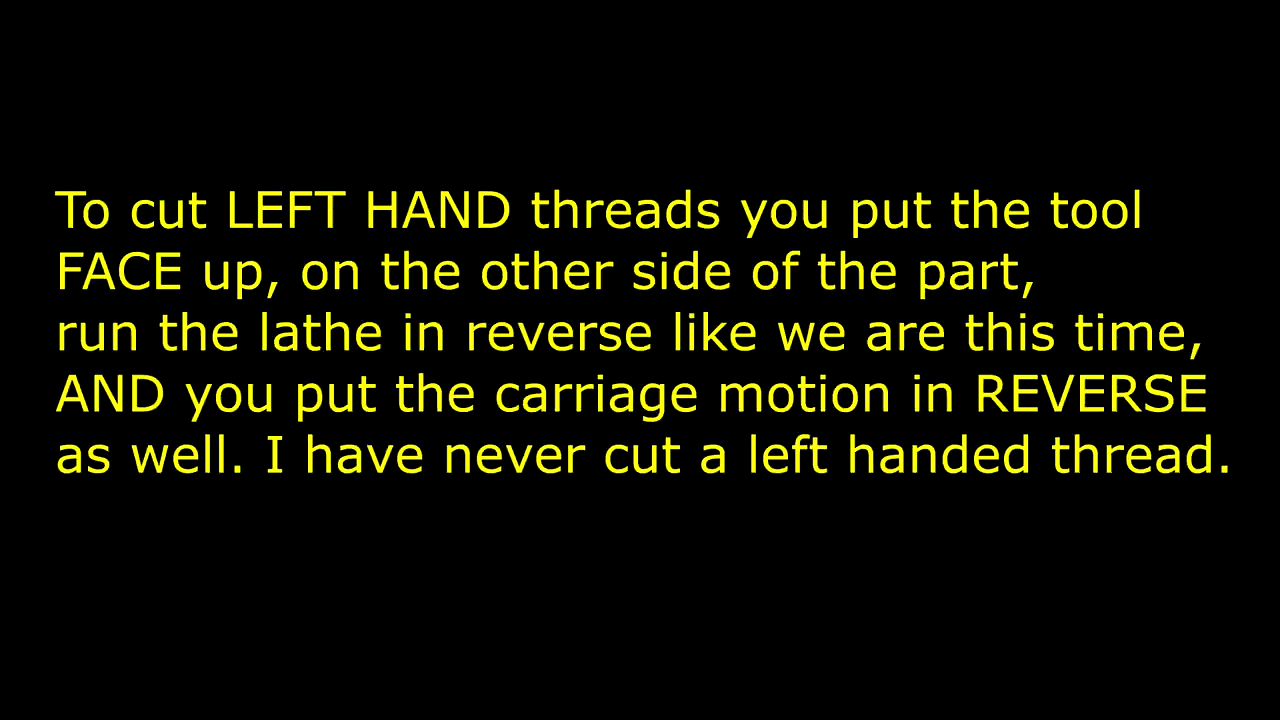 To cut LEFT HAND threads you put the tool
FACE up, on the other side of the part,
run the lathe in reverse like we are this time,
AND you put the carriage motion in REVERSE
as well. I have never cut a left handed thread.